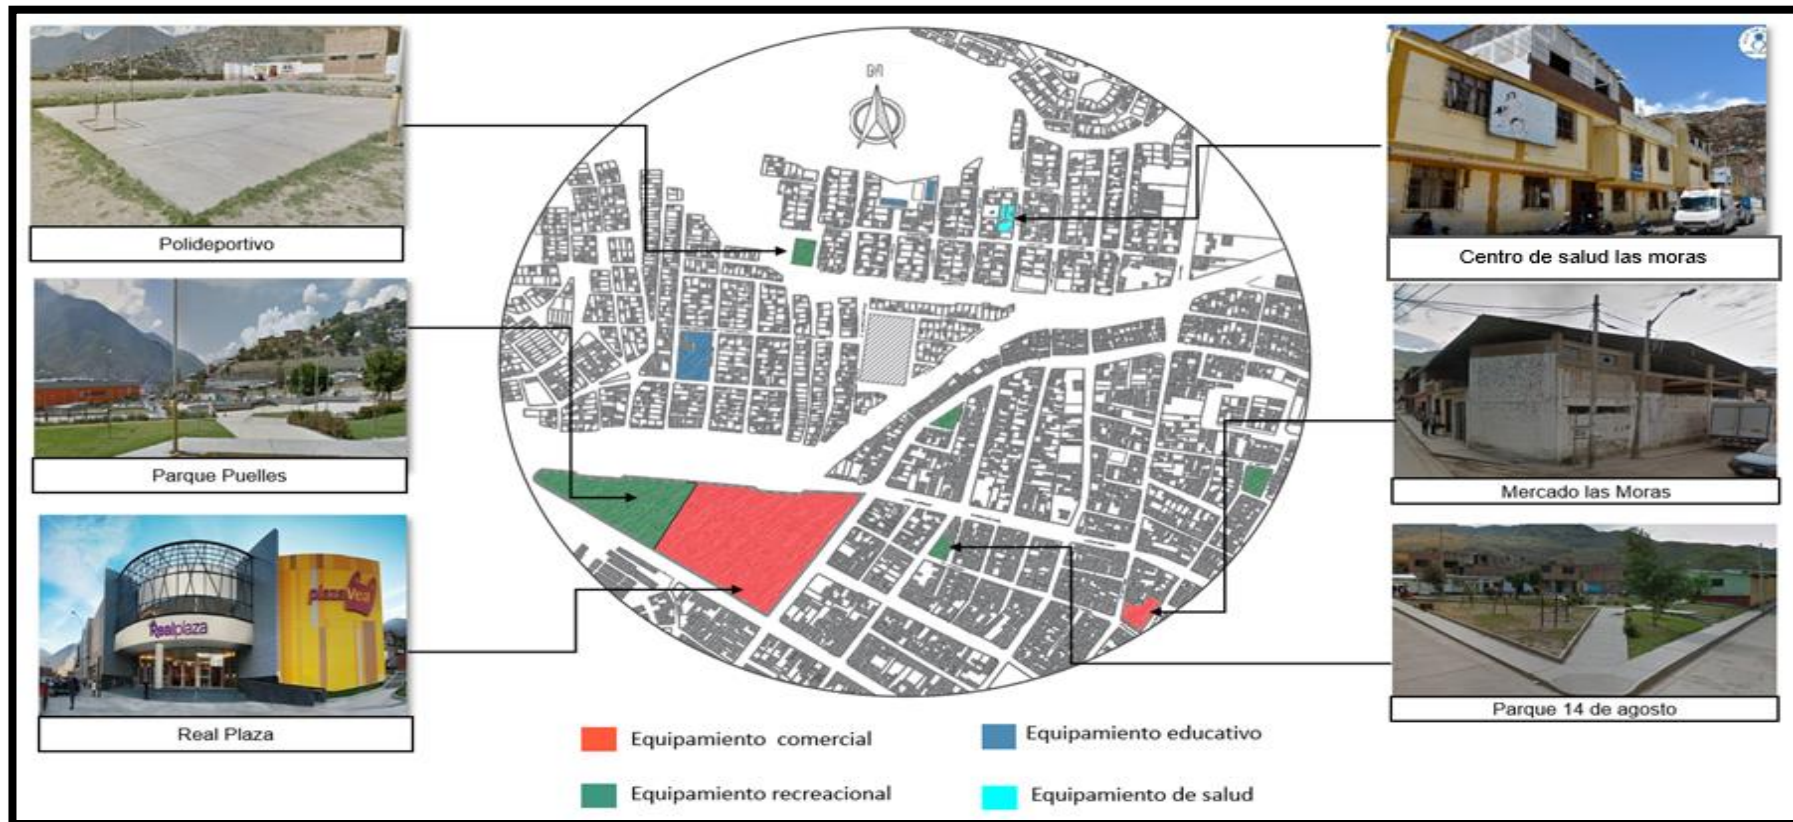 Polideportivo
Parque Puelles
plazaVea
Realplaza
Real Plaza
Centro de salud las moras
Mercado las Moras
Parque 14 de agosto
Equipamiento comercial
Equipamiento educativo
Equipamiento recreacional
Equipamiento de salud